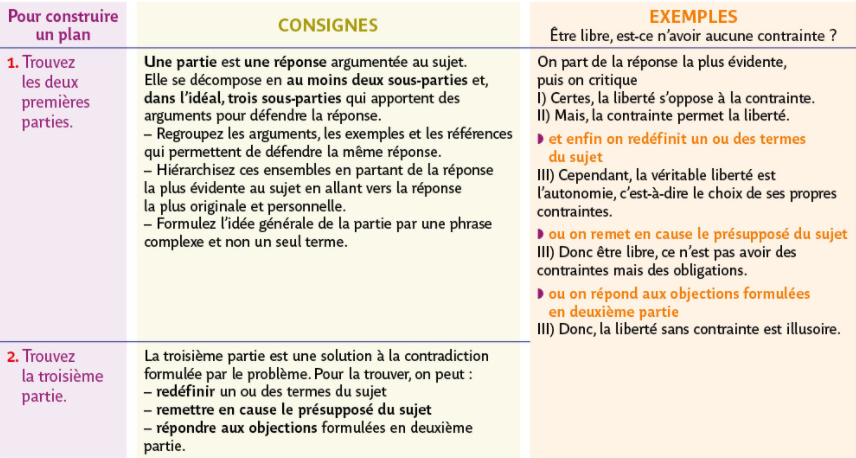 Pour construire
un plan
CONSIGNES
EXEMPLES
Être libre, est-ce n'avoir aucune contrainte ?
1. Trouvez
les deux
premières
parties.
Une partie est une réponse argumentée au sujet.
Elle se décompose en au moins deux sous-parties et,
dans l'idéal, trois sous-parties qui apportent des
arguments pour défendre la réponse.
– Regroupez les arguments, les exemples et les références
qui permettent de défendre la même réponse.
– Hiérarchisez ces ensembles en partant de la réponse
la plus évidente au sujet en allant vers la réponse
la plus originale et personnelle.
– Formulez l'idée générale de la partie par une phrase
complexe et non un seul terme.
On part de la réponse la plus évidente,
puis on critique
I) Certes, la liberté s'oppose à la contrainte.
II) Mais, la contrainte permet la liberté.
◗ et enfin on redéfinit un ou des termes
du sujet
III) Cependant, la véritable liberté est
l'autonomie, c'est-à-dire le choix de ses propres
contraintes.
◗ ou on remet en cause le présupposé du sujet
III) Donc être libre, ce n'est pas avoir des
contraintes mais des obligations.
◗ ou on répond aux objections formulées
en deuxième partie
III) Donc, la liberté sans contrainte est illusoire.
2. Trouvez
la troisième
partie.
La troisième partie est une solution à la contradiction
formulée par le problème. Pour la trouver, on peut :
– redéfinir un ou des termes du sujet
– remettre en cause le présupposé du sujet
– répondre aux objections formulées en deuxième
partie.